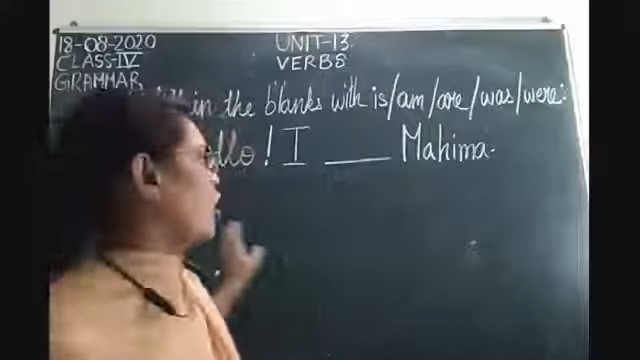 18-08-2020
CLASS-IV
GRAMMAR
UNIT-13
VERBS
in the blanks with is/am/are/was/were:
! I ____ Mahima.